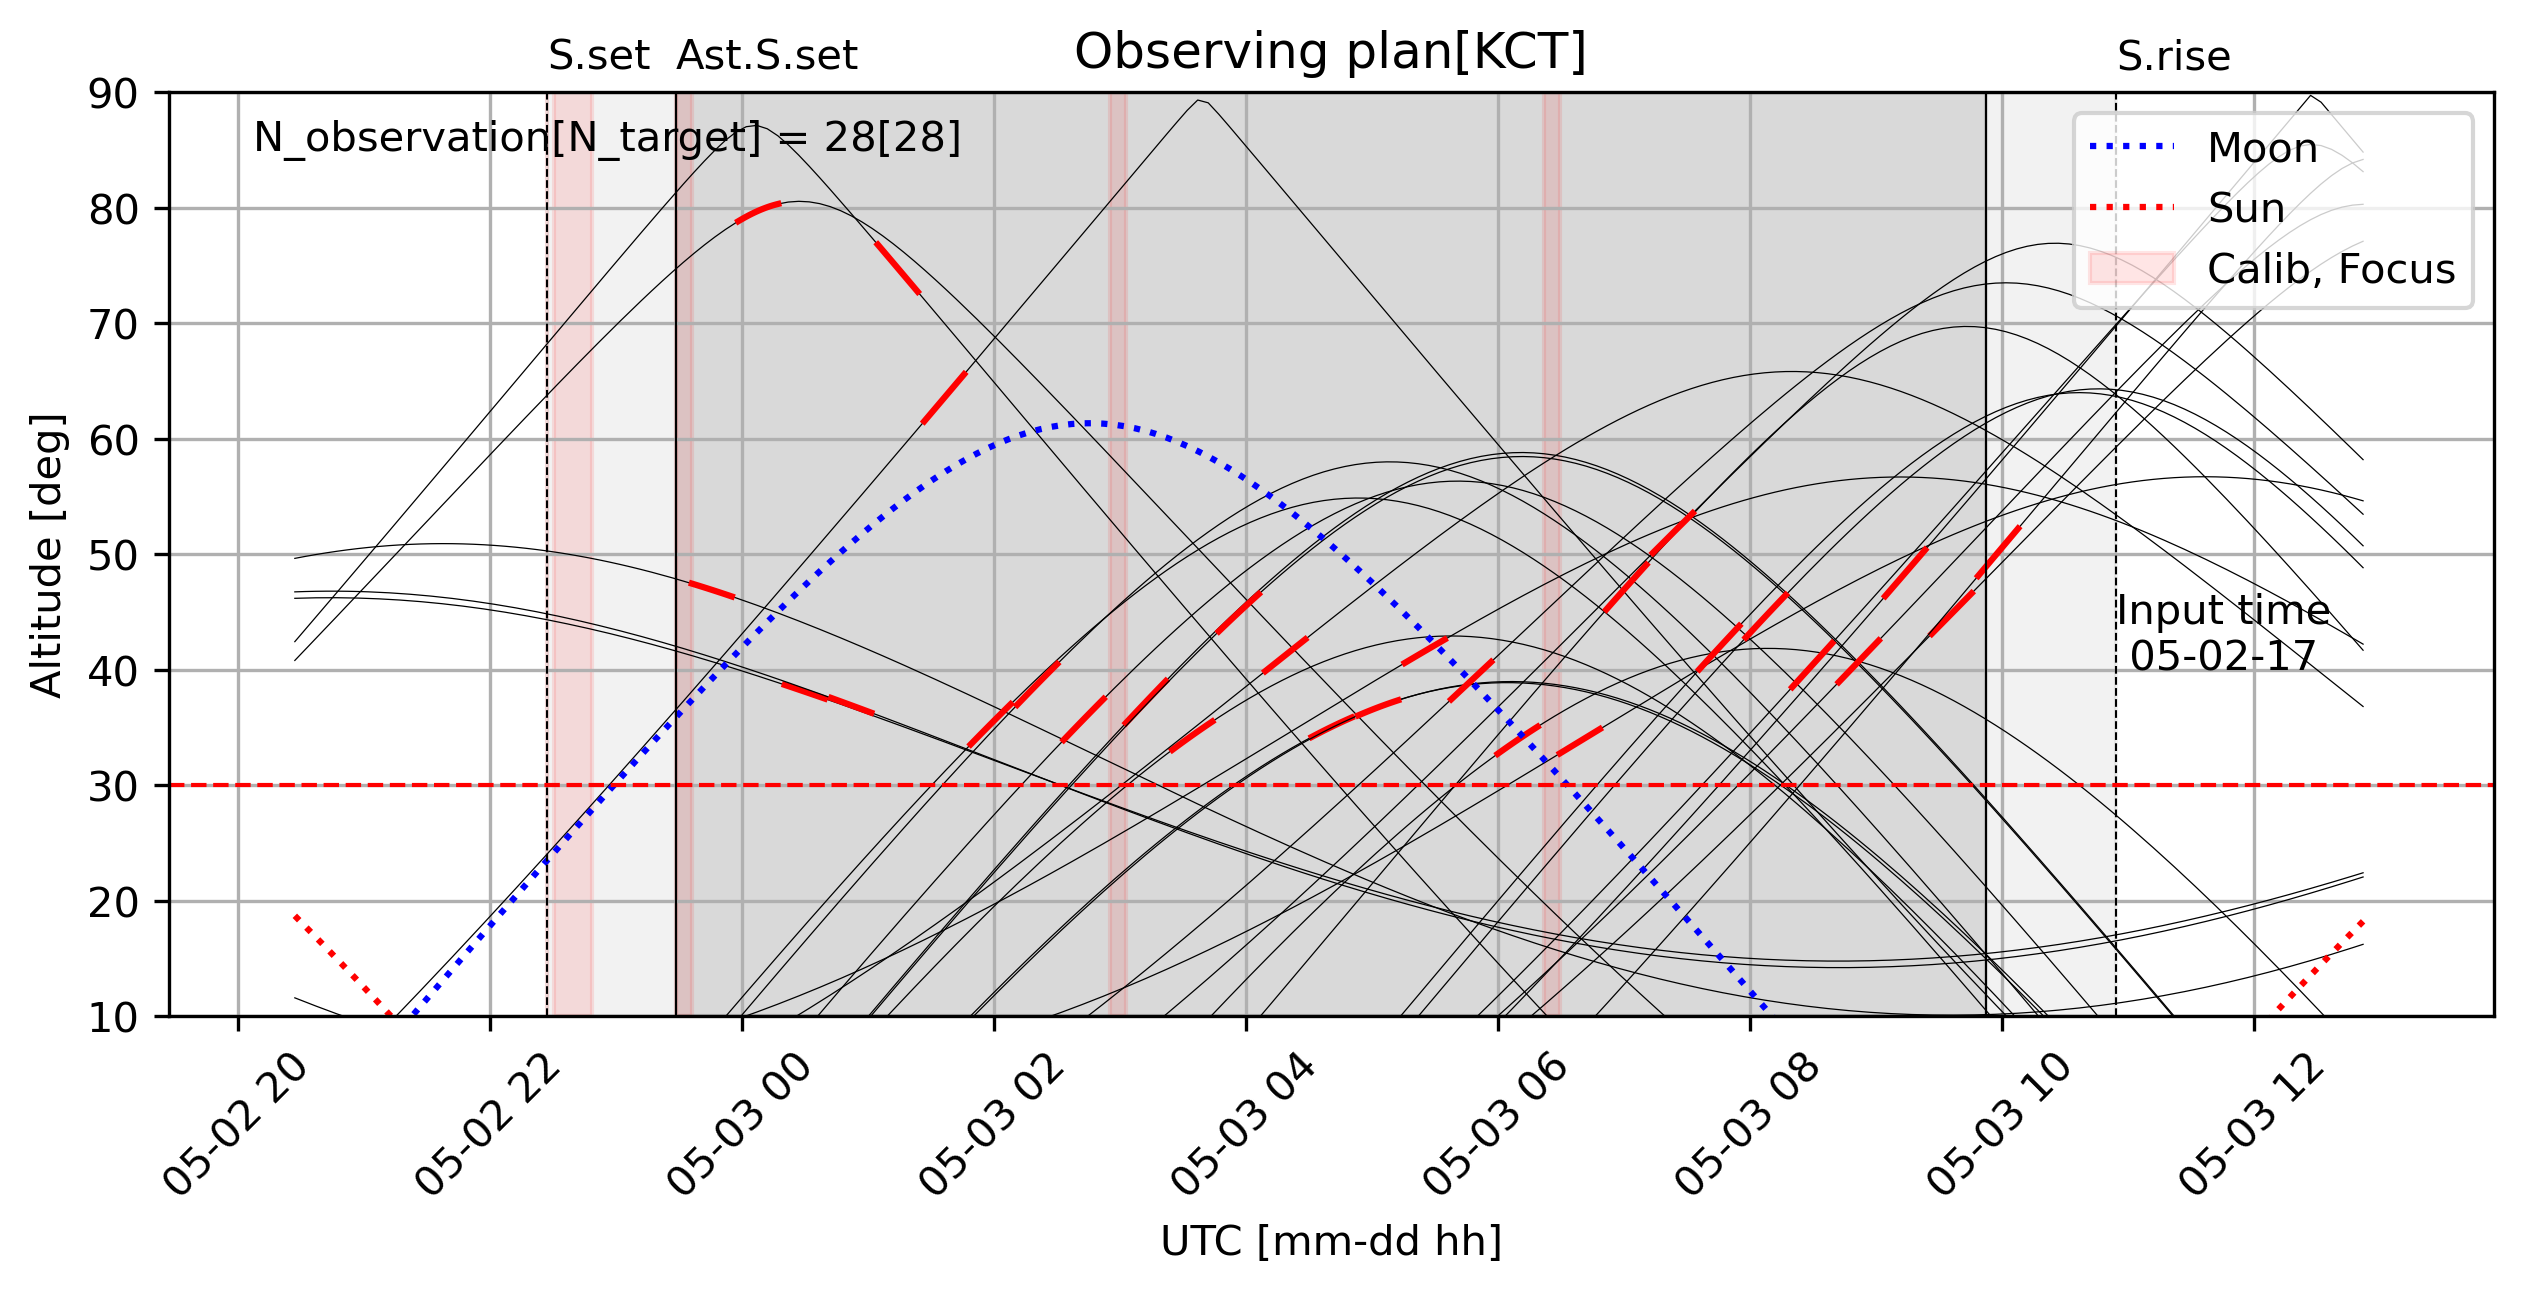 S.set Ast.S.set Observing plan[KCT] S.rise
N_observation[N_target] = 28[28]
Moon
Sun
Calib, Focus
Input time
05-02-17
Altitude [deg]
90
80
70
60
50
40
30
20
10
05-02 20
05-02 22
05-03 00
05-03 02
05-03 04
05-03 06
05-03 08
05-03 10
05-03 12
UTC [mm-dd hh]